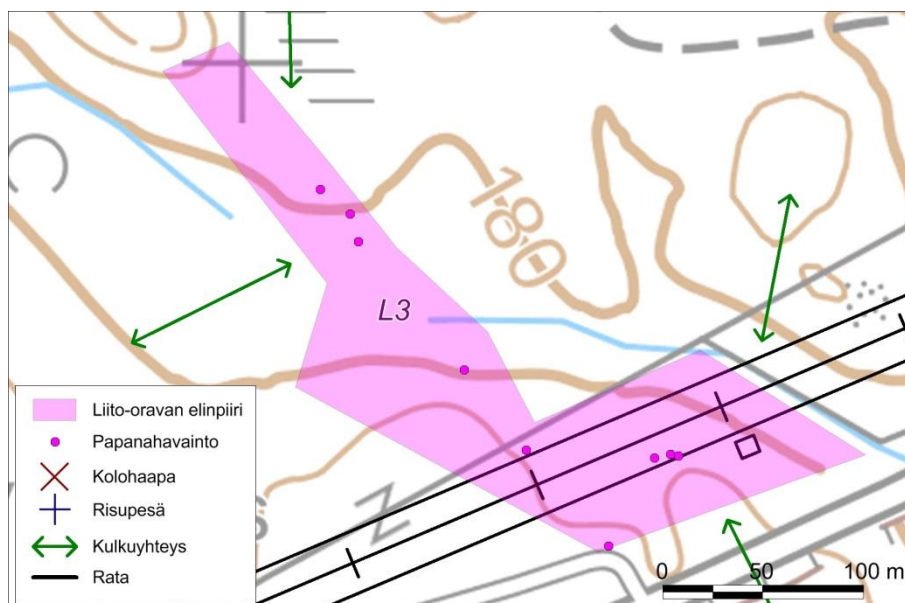 180
L3
Liito-oravan elinpiiri
Papanahavainto
Kolohaapa
Risupesä
Kulkuyhteys
Rata
0 50 100 m